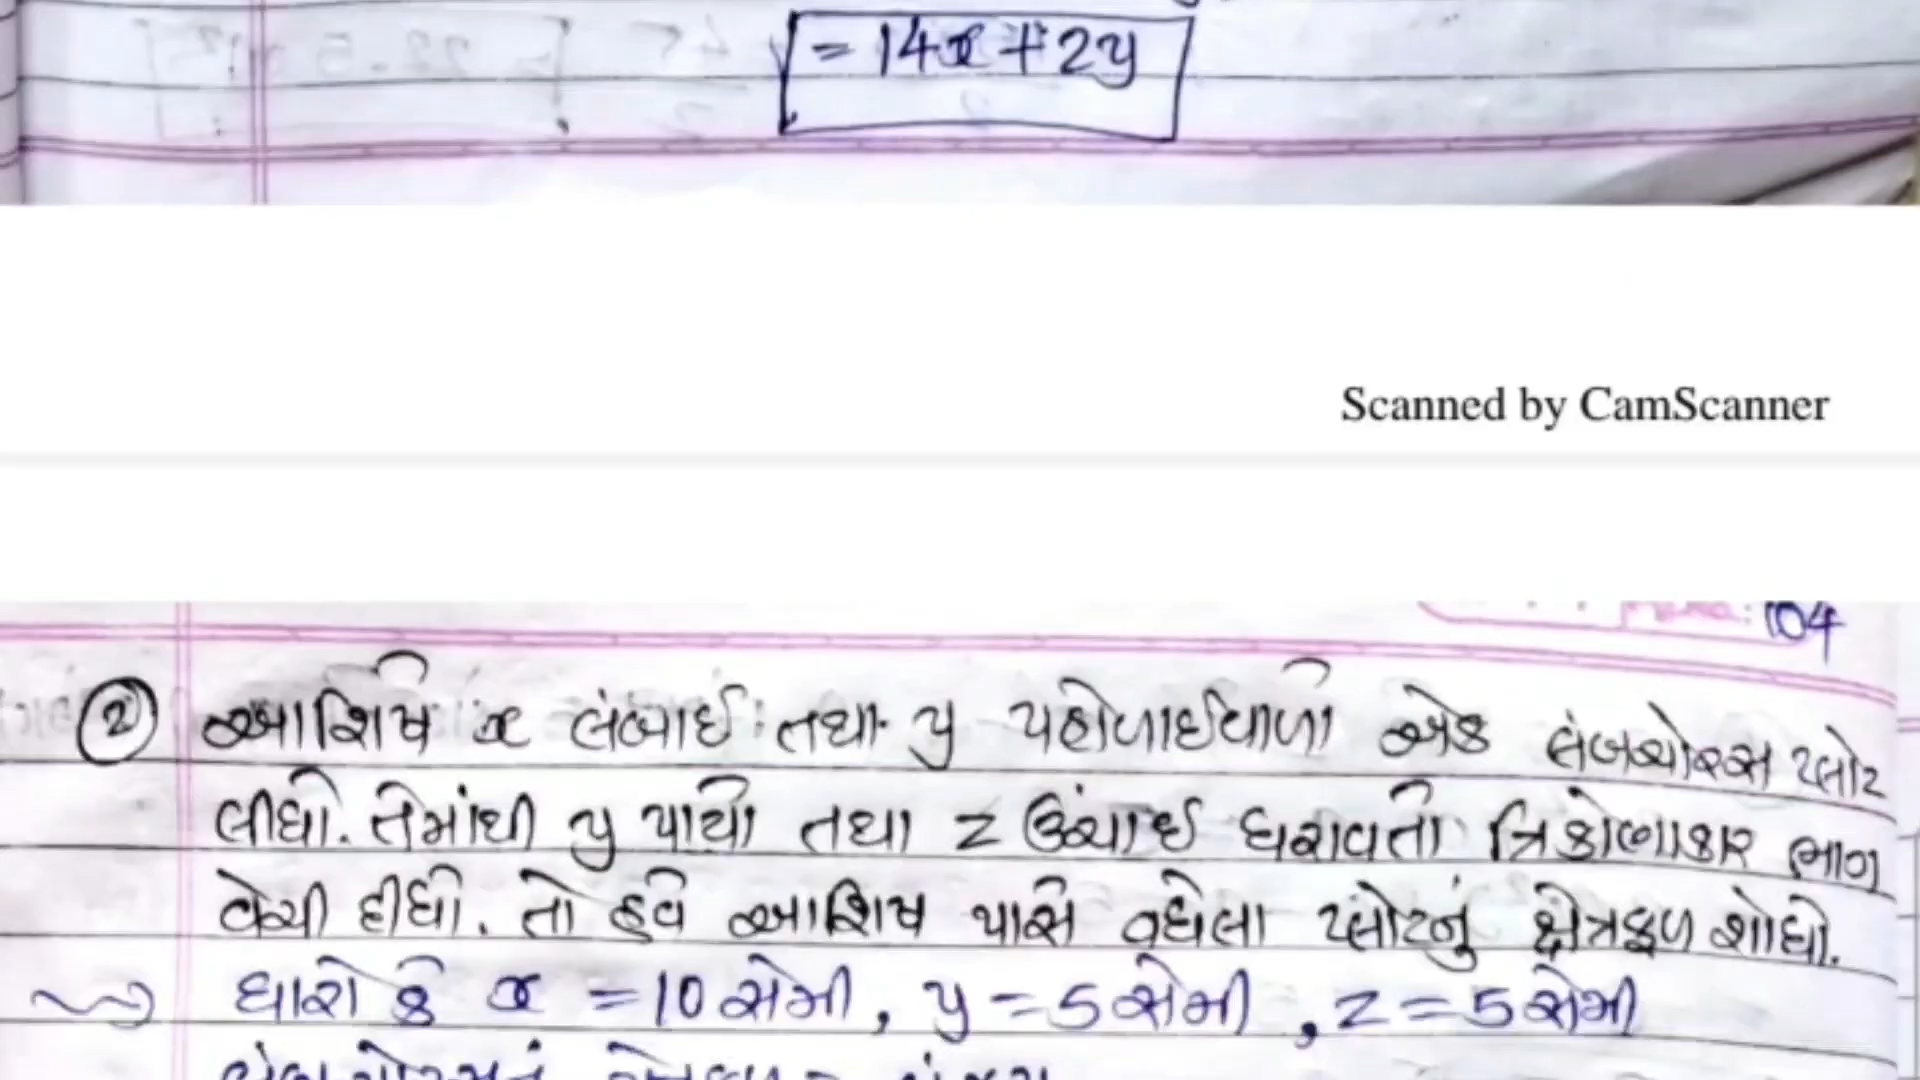 = 14x + 2y
Scanned by CamScanner
104
② આશિષે x લંબાઈ તથા y પહોળાઈવાળો એક લંબચોરસ પ્લોટ
લીધો. તેમાંથી y પાયો તથા z ઉંચાઈ ધરાવતો ત્રિકોણાકાર ભાગ
વેચી દીધો. તો હવે આશિષ પાસે વધેલા પ્લોટનું ક્ષેત્રફળ શોધો.
ધારો કે x = 10 સેમી, y = 5 સેમી, z = 5 સેમી